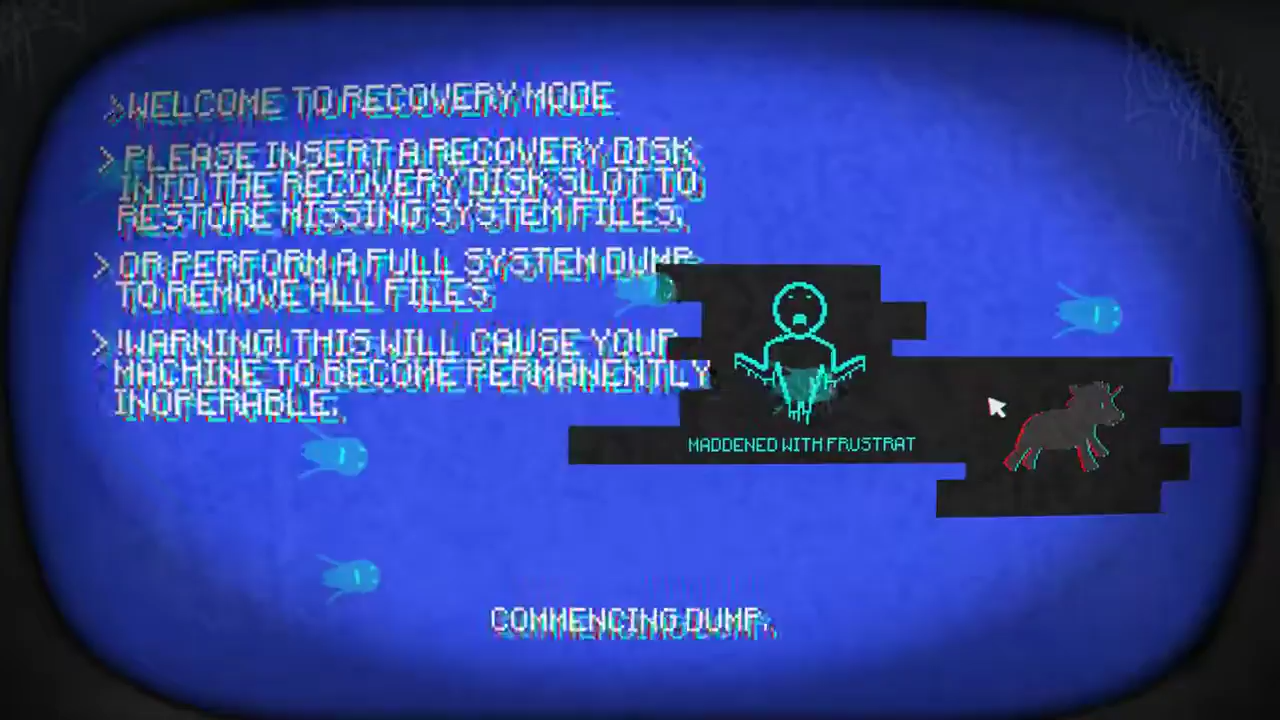 >WELCOME TO RECOVERY MODE
> PLEASE INSERT A RECOVERY DISK
INTO THE RECOVERY DISK SLOT TO
RESTORE MISSING SYSTEM FILES.
> OR PERFORM A FULL SYSTEM DUMP
TO REMOVE ALL FILES
>!WARNING! THIS WILL CAUSE YOUR
MACHINE TO BECOME PERMANENTLY
INOPERABLE.
MADDENED WITH FRUSTRAT
COMMENCING DUMP.